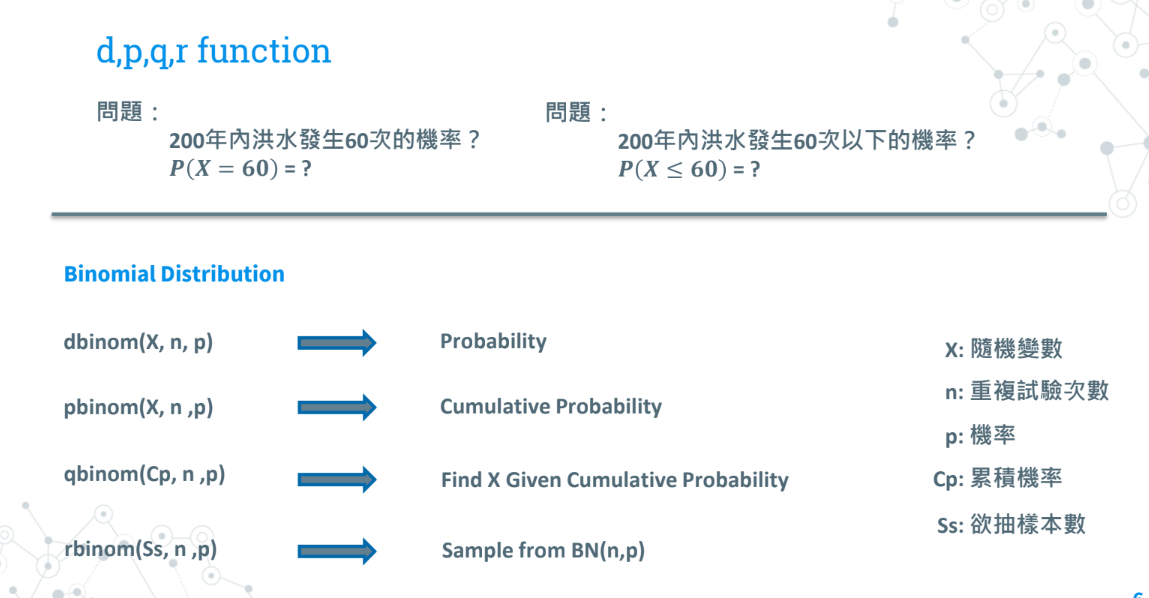 d,p,q,r function
問題：
200年內洪水發生60次的機率？
P(X = 60) = ?
問題：
200年內洪水發生60次以下的機率？
P(X ≤ 60) = ?
Binomial Distribution
dbinom(X, n, p)
Probability
pbinom(X, n ,p)
Cumulative Probability
qbinom(Cp, n ,p)
Find X Given Cumulative Probability
rbinom(Ss, n ,p)
Sample from BN(n,p)
X: 隨機變數
n: 重複試驗次數
p: 機率
Cp: 累積機率
Ss: 欲抽樣本數